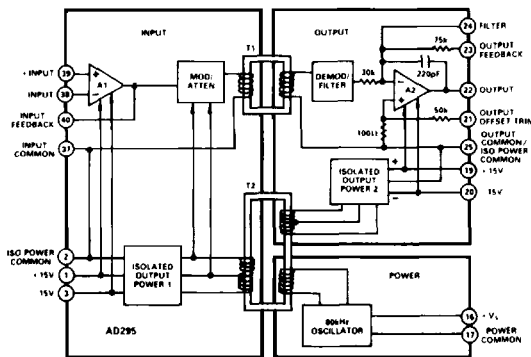 INPUT
OUTPUT
T1
24 FILTER
75k
23 OUTPUT FEEDBACK
+ INPUT 39
A1
MOD/
ATTEN
DEMOD/
FILTER
30k
220pF
A2
22 OUTPUT
INPUT 38
INPUT
FEEDBACK 40
50k
21 OUTPUT
OFFSET TRIM
INPUT
COMMON 37
100Ω
25 OUTPUT
COMMON/
ISO POWER
COMMON
ISOLATED
OUTPUT
POWER 2
+
-
19 + 15V
20 15V
T2
ISO POWER
COMMON 2
+ 15V 1
15V 3
ISOLATED
OUTPUT
POWER 1
POWER
80kHz
OSCILLATOR
16 + VS
17 POWER
COMMON
AD295